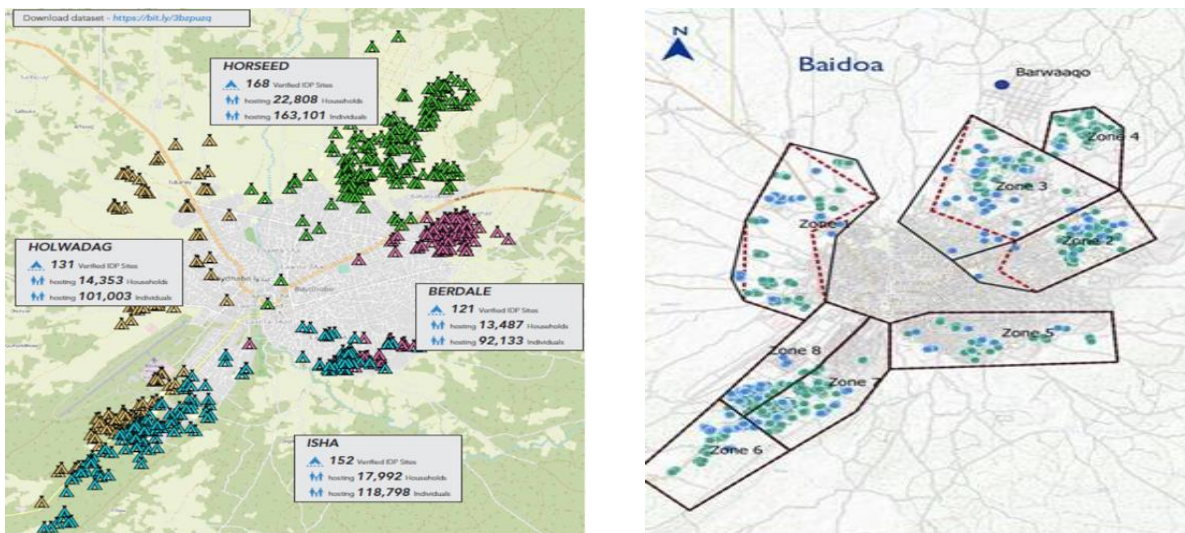 Download dataset - https://bit.ly/3bzpuzq
HORSEED
168 Verified IDP Sites
hosting 22,808 Households
hosting 163,101 Individuals
HOLWADAG
131 Verified IDP Sites
hosting 14,353 Households
hosting 101,003 Individuals
BERDALE
121 Verified IDP Sites
hosting 13,487 Households
hosting 92,133 Individuals
ISHA
152 Verified IDP Sites
hosting 17,992 Households
hosting 118,798 Individuals
N
Baidoa
Barwaaqo
Zone 4
Zone 3
Zone 1
Zone 2
Zone 5
Zone 8
Zone 7
Zone 6